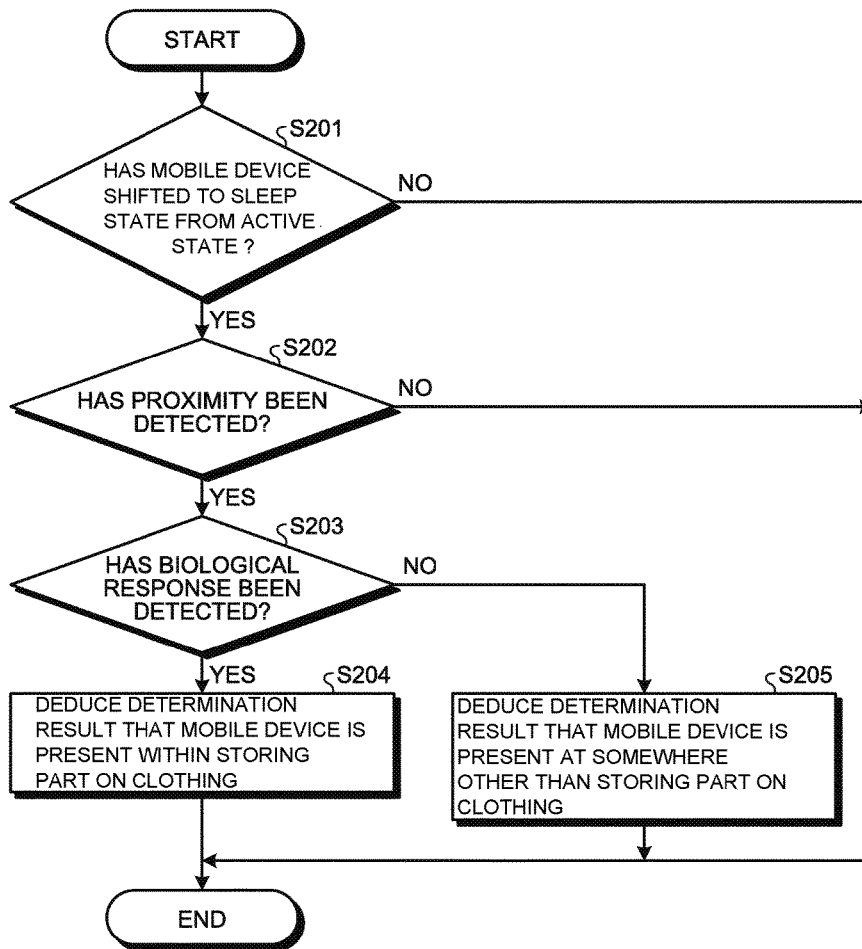 START
S201
HAS MOBILE DEVICE
SHIFTED TO SLEEP
STATE FROM ACTIVE
STATE ?
NO
YES
S202
HAS PROXIMITY BEEN
DETECTED?
NO
YES
S203
HAS BIOLOGICAL
RESPONSE BEEN
DETECTED?
NO
YES
S204
DEDUCE DETERMINATION
RESULT THAT MOBILE DEVICE IS
PRESENT WITHIN STORING
PART ON CLOTHING
S205
DEDUCE DETERMINATION
RESULT THAT MOBILE DEVICE IS
PRESENT AT SOMEWHERE
OTHER THAN STORING PART ON
CLOTHING
END